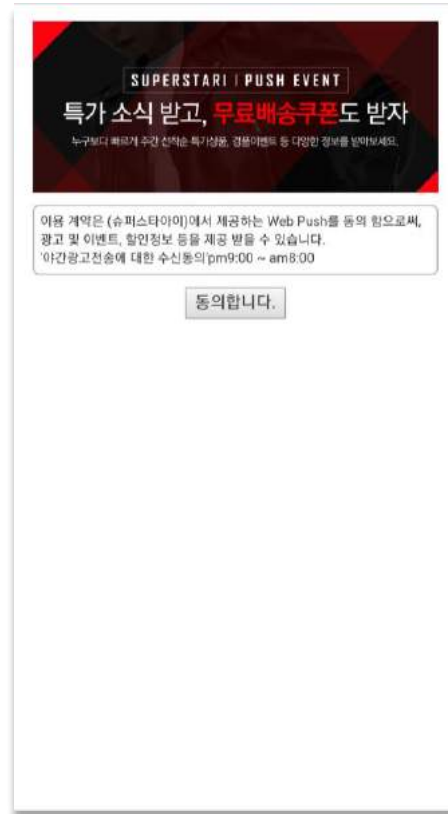 SUPERSTARI | PUSH EVENT
특가 소식 받고, 무료배송쿠폰도 받자
누구보다 빠르게 주간 선착순 특가상품, 경품이벤트 등 다양한 정보를 받아보세요.
이용 계약은 (슈퍼스타아이)에서 제공하는 Web Push를 동의 함으로써,
광고 및 이벤트, 할인정보 등을 제공 받을 수 있습니다.
'야간광고전송에 대한 수신동의'pm9:00 ~ am8:00
동의합니다.